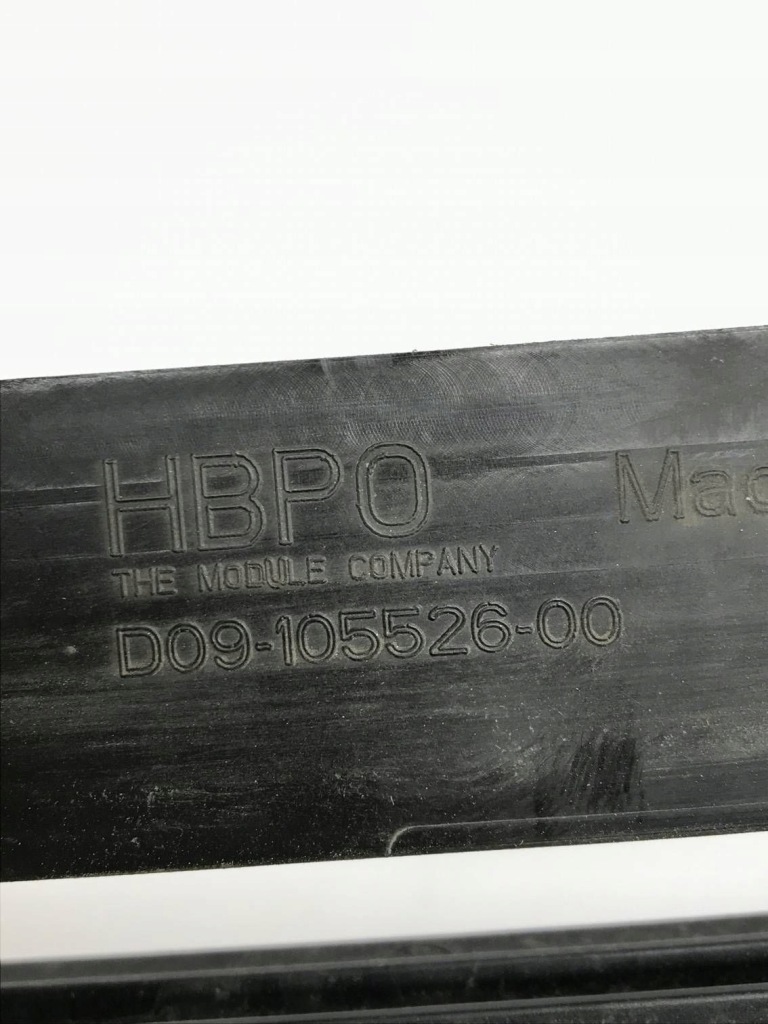 HBPO
THE MODULE COMPANY
D09-105526-00